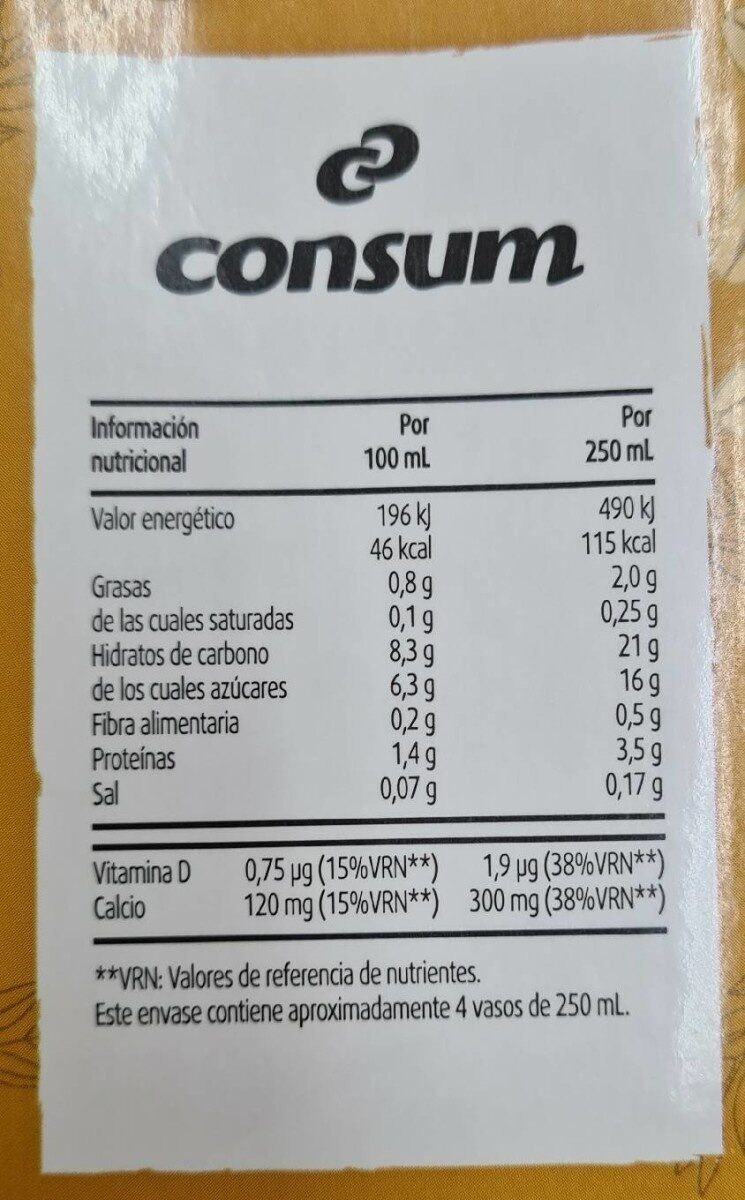 consum
Información nutricional Por 100 mL Por 250 mL
Valor energético 196 kJ 490 kJ
46 kcal 115 kcal
Grasas 0,8 g 2,0 g
de las cuales saturadas 0,1 g 0,25 g
Hidratos de carbono 8,3 g 21 g
de los cuales azúcares 6,3 g 16 g
Fibra alimentaria 0,2 g 0,5 g
Proteínas 1,4 g 3,5 g
Sal 0,07 g 0,17 g
Vitamina D 0,75 µg (15%VRN**) 1,9 µg (38%VRN**)
Calcio 120 mg (15%VRN**) 300 mg (38%VRN**)
**VRN: Valores de referencia de nutrientes.
Este envase contiene aproximadamente 4 vasos de 250 mL.